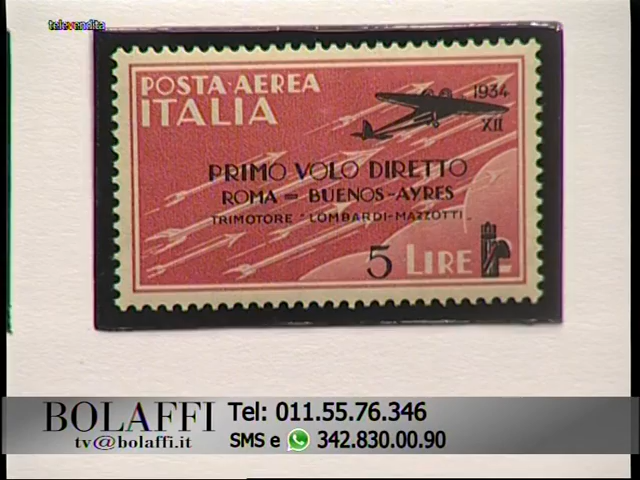 televendita
POSTA·AEREA
ITALIA
1934
XII
PRIMO VOLO DIRETTO
ROMA = BUENOS-AYRES
TRIMOTORE "LOMBARDI-MAZZOTTI"
5 LIRE
BOLAFFI
tv@bolaffi.it
Tel: 011.55.76.346
SMS e 342.830.00.90